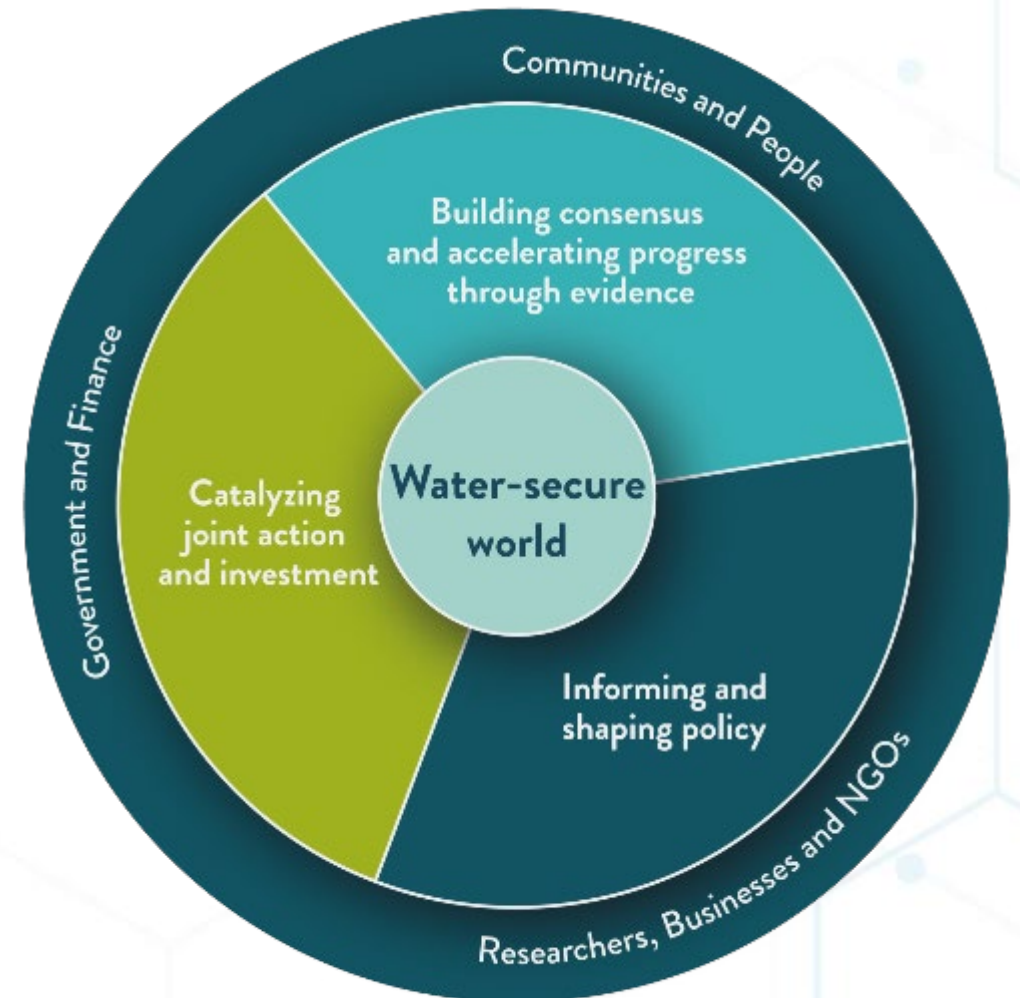 Communities and People
Building consensus
and accelerating progress
through evidence
Government and Finance
Catalyzing
joint action
and investment
Water-secure
world
Informing and
shaping policy
Researchers, Businesses and NGOs